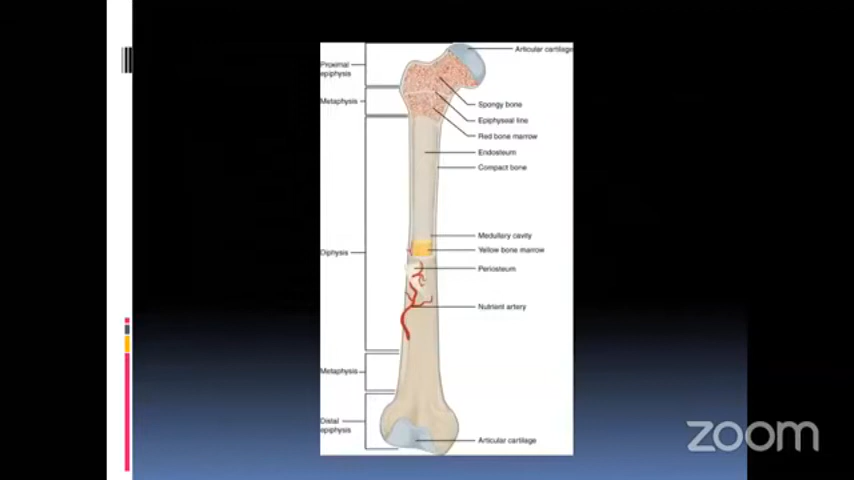 Articular cartilage
Proximal
epiphysis
Metaphysis
Spongy bone
Epiphyseal line
Red bone marrow
Endosteum
Compact bone
Medullary cavity
Yellow bone marrow
Diphysis
Periosteum
Nutrient artery
Metaphysis
Distal
epiphysis
Articular cartilage
zoom